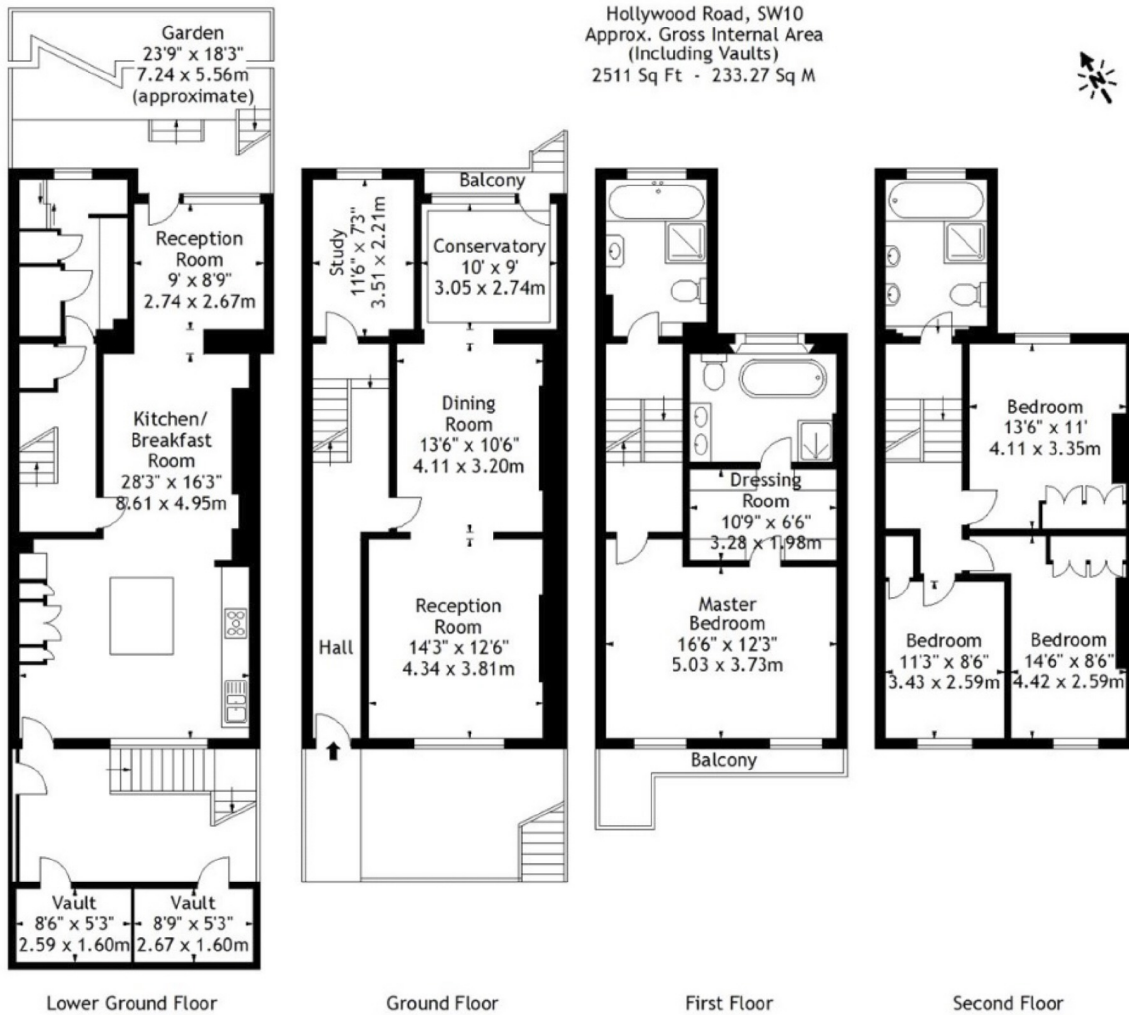 Hollywood Road, SW10
Approx. Gross Internal Area
(Including Vaults)
2511 Sq Ft - 233.27 Sq M
N
Garden
23'9" x 18'3"
7.24 x 5.56m
(approximate)
Reception
Room
9' x 8'9"
2.74 x 2.67m
Kitchen/
Breakfast
Room
28'3" x 16'3"
8.61 x 4.95m
Vault
8'6" x 5'3"
2.59 x 1.60m
Vault
8'9" x 5'3"
2.67 x 1.60m
Lower Ground Floor
Balcony
Study
11'6" x 7'3"
3.51 x 2.21m
Conservatory
10' x 9'
3.05 x 2.74m
Dining
Room
13'6" x 10'6"
4.11 x 3.20m
Reception
Room
14'3" x 12'6"
4.34 x 3.81m
Hall
Ground Floor
Dressing
Room
10'9" x 6'6"
3.28 x 1.98m
Master
Bedroom
16'6" x 12'3"
5.03 x 3.73m
Balcony
First Floor
Bedroom
13'6" x 11'
4.11 x 3.35m
Bedroom
11'3" x 8'6"
3.43 x 2.59m
Bedroom
14'6" x 8'6"
4.42 x 2.59m
Second Floor